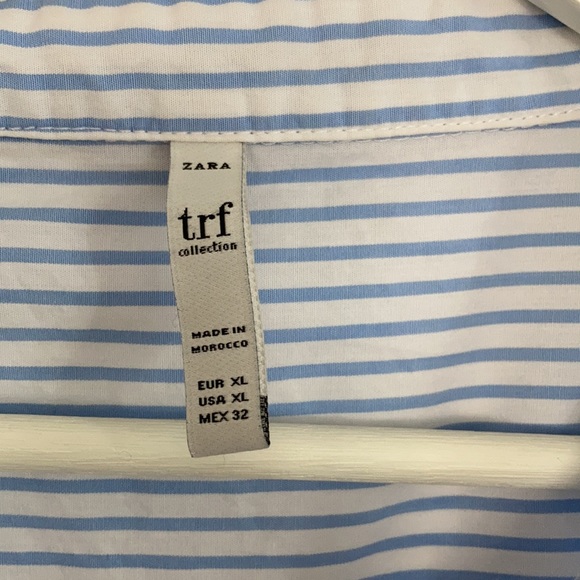 ZARA
trf
collection
MADE IN
MOROCCO
EUR XL
USA XL
MEX 32